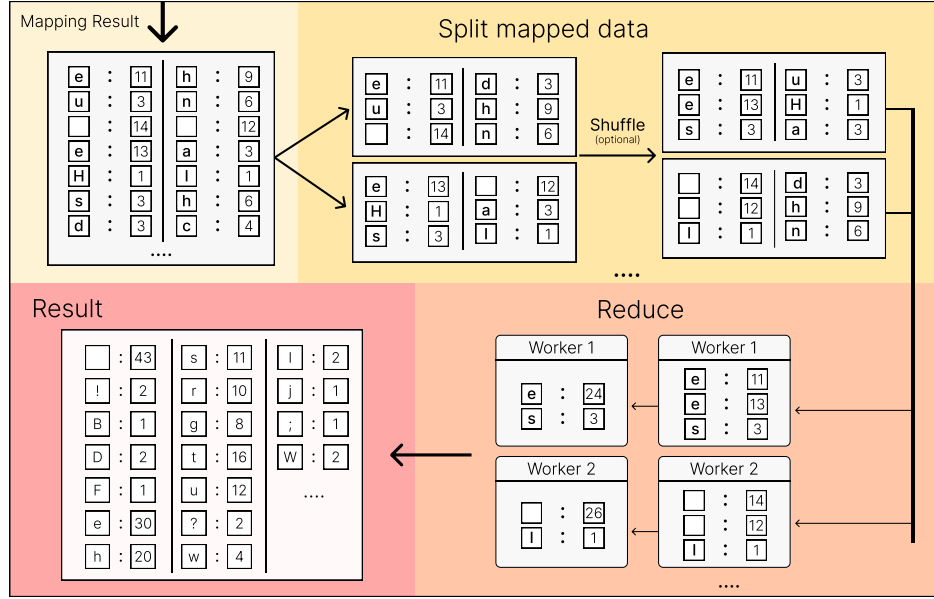 Mapping Result
e : 11 h : 9
u : 3 n : 6
: 14 : 12
e : 13 a : 3
H : 1 I : 1
s : 3 h : 6
d : 3 c : 4
....
Split mapped data
e : 11 d : 3
u : 3 h : 9
: 14 n : 6
e : 13 : 12
H : 1 a : 3
s : 3 I : 1
Shuffle
(optional)
e : 11 u : 3
e : 13 H : 1
s : 3 a : 3
: 14 d : 3
: 12 h : 9
I : 1 n : 6
....
Result
: 43 s : 11 I : 2
! : 2 r : 10 j : 1
B : 1 g : 8 ; : 1
D : 2 t : 16 W : 2
F : 1 u : 12 ....
e : 30 ? : 2
h : 20 w : 4
Reduce
Worker 1
e : 24
s : 3
Worker 1
e : 11
e : 13
s : 3
Worker 2
: 26
I : 1
Worker 2
: 14
: 12
I : 1
....